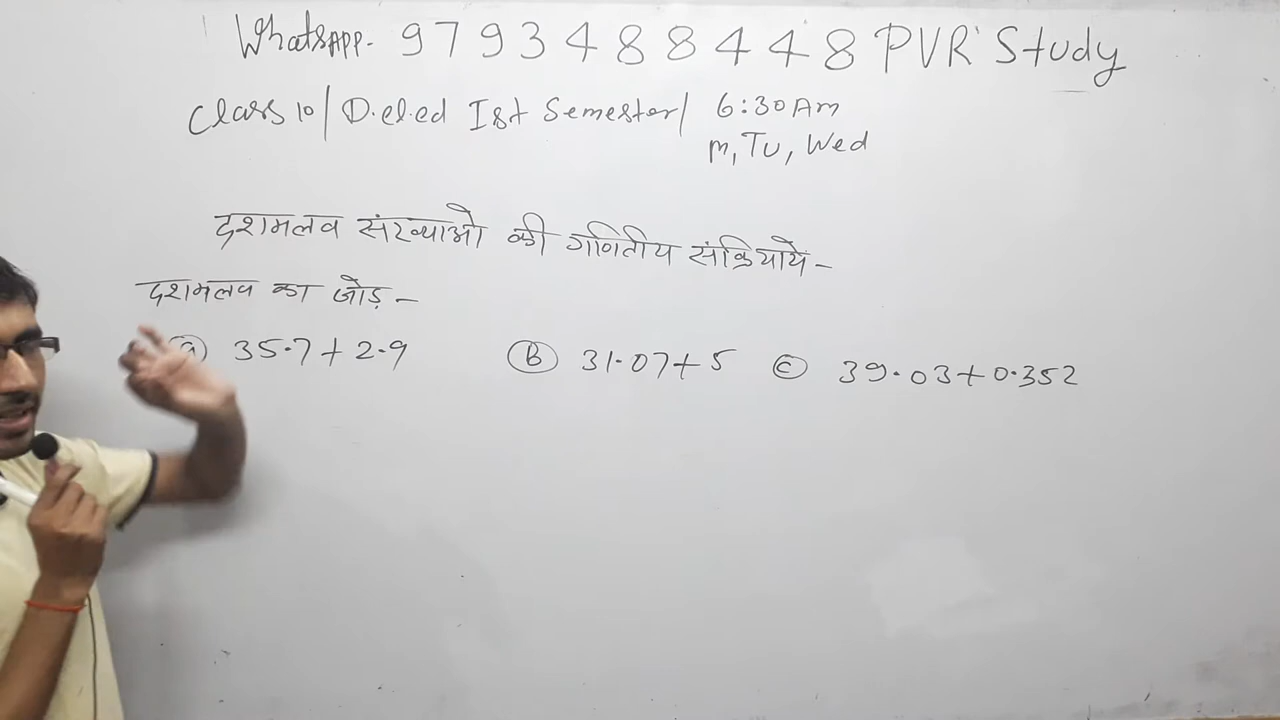 WhatsAPP- 9793488448 PVR Study
Class 10/ D.el.ed Ist Semester/ 6:30 Am
m, Tu, Wed
दशमलव संख्याओ की गणितीय संक्रियाये -
दशमलव का जोड़ -
(a) 35.7+2.9 (B) 31.07+5 (C) 39.03+0.352